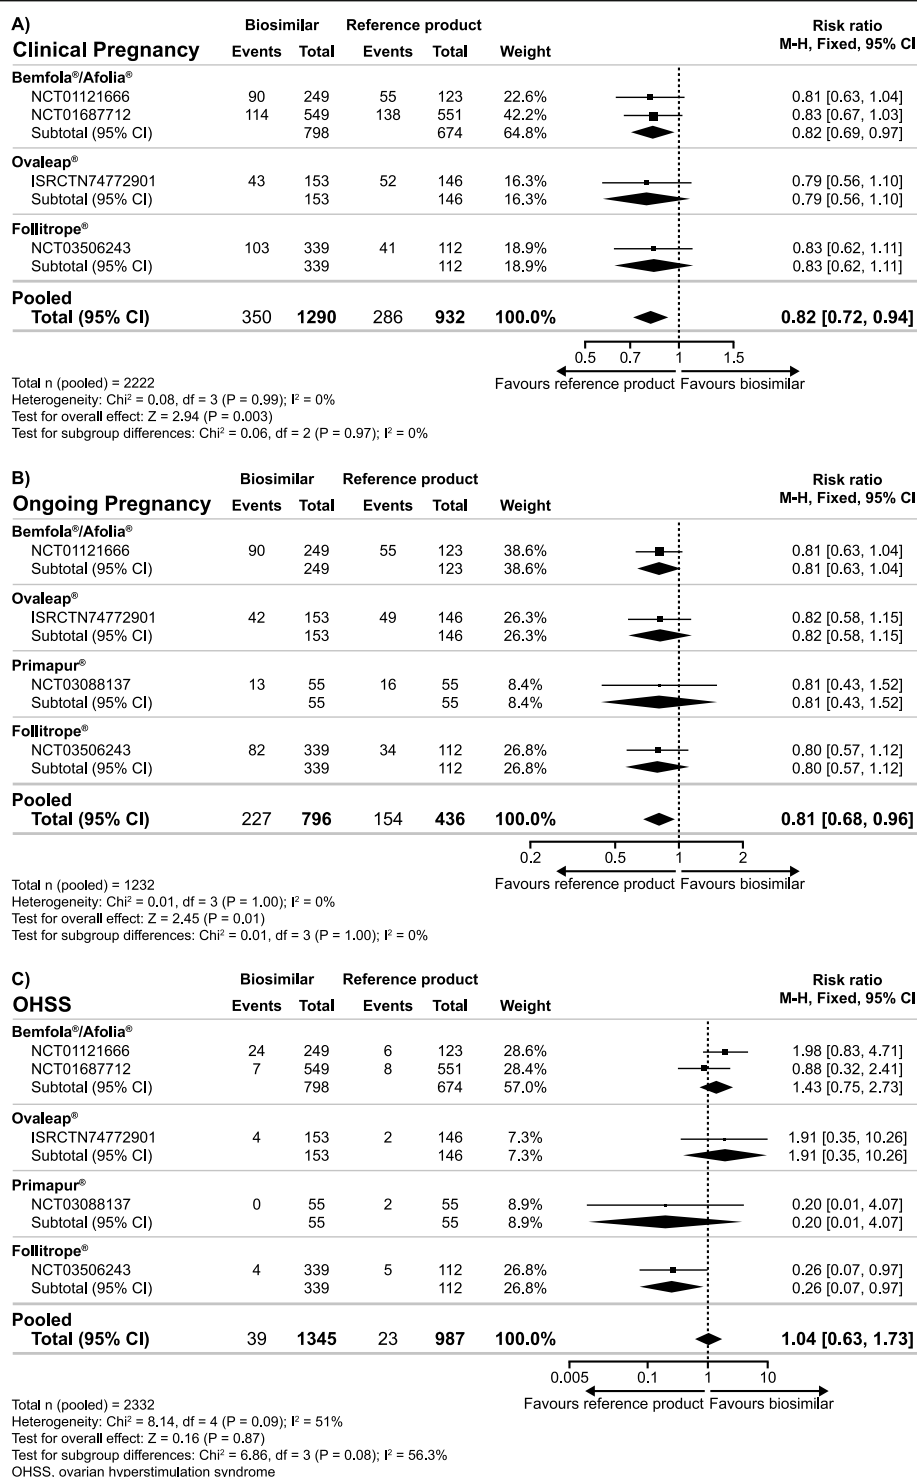 A) Biosimilar Reference product Risk ratio
Clinical Pregnancy Events Total Events Total Weight M-H, Fixed, 95% CI
Bemfola®/Afolia®
NCT01121666 90 249 55 123 22.6% 0.81 [0.63, 1.04]
NCT01687712 114 549 138 551 42.2% 0.83 [0.67, 1.03]
Subtotal (95% CI) 798 674 64.8% 0.82 [0.69, 0.97]
Ovaleap®
ISRCTN74772901 43 153 52 146 16.3% 0.79 [0.56, 1.10]
Subtotal (95% CI) 153 146 16.3% 0.79 [0.56, 1.10]
Follitrope®
NCT03506243 103 339 41 112 18.9% 0.83 [0.62, 1.11]
Subtotal (95% CI) 339 112 18.9% 0.83 [0.62, 1.11]
Pooled
Total (95% CI) 350 1290 286 932 100.0% 0.82 [0.72, 0.94]
0.5 0.7 1 1.5
Favours reference product Favours biosimilar
Total n (pooled) = 2222
Heterogeneity: Chi² = 0.08, df = 3 (P = 0.99); I² = 0%
Test for overall effect: Z = 2.94 (P = 0.003)
Test for subgroup differences: Chi² = 0.06, df = 2 (P = 0.97); I² = 0%
B) Biosimilar Reference product Risk ratio
Ongoing Pregnancy Events Total Events Total Weight M-H, Fixed, 95% CI
Bemfola®/Afolia®
NCT01121666 90 249 55 123 38.6% 0.81 [0.63, 1.04]
Subtotal (95% CI) 249 123 38.6% 0.81 [0.63, 1.04]
Ovaleap®
ISRCTN74772901 42 153 49 146 26.3% 0.82 [0.58, 1.15]
Subtotal (95% CI) 153 146 26.3% 0.82 [0.58, 1.15]
Primapur®
NCT03088137 13 55 16 55 8.4% 0.81 [0.43, 1.52]
Subtotal (95% CI) 55 55 8.4% 0.81 [0.43, 1.52]
Follitrope®
NCT03506243 82 339 34 112 26.8% 0.80 [0.57, 1.12]
Subtotal (95% CI) 339 112 26.8% 0.80 [0.57, 1.12]
Pooled
Total (95% CI) 227 796 154 436 100.0% 0.81 [0.68, 0.96]
0.2 0.5 1 2
Favours reference product Favours biosimilar
Total n (pooled) = 1232
Heterogeneity: Chi² = 0.01, df = 3 (P = 1.00); I² = 0%
Test for overall effect: Z = 2.45 (P = 0.01)
Test for subgroup differences: Chi² = 0.01, df = 3 (P = 1.00); I² = 0%
C) Biosimilar Reference product Risk ratio
OHSS Events Total Events Total Weight M-H, Fixed, 95% CI
Bemfola®/Afolia®
NCT01121666 24 249 6 123 28.6% 1.98 [0.83, 4.71]
NCT01687712 7 549 8 551 28.4% 0.88 [0.32, 2.41]
Subtotal (95% CI) 798 674 57.0% 1.43 [0.75, 2.73]
Ovaleap®
ISRCTN74772901 4 153 2 146 7.3% 1.91 [0.35, 10.26]
Subtotal (95% CI) 153 146 7.3% 1.91 [0.35, 10.26]
Primapur®
NCT03088137 0 55 2 55 8.9% 0.20 [0.01, 4.07]
Subtotal (95% CI) 55 55 8.9% 0.20 [0.01, 4.07]
Follitrope®
NCT03506243 4 339 5 112 26.8% 0.26 [0.07, 0.97]
Subtotal (95% CI) 339 112 26.8% 0.26 [0.07, 0.97]
Pooled
Total (95% CI) 39 1345 23 987 100.0% 1.04 [0.63, 1.73]
0.005 0.1 1 10
Favours reference product Favours biosimilar
Total n (pooled) = 2332
Heterogeneity: Chi² = 8.14, df = 4 (P = 0.09); I² = 51%
Test for overall effect: Z = 0.16 (P = 0.87)
Test for subgroup differences: Chi² = 6.86, df = 3 (P = 0.08); I² = 56.3%
OHSS, ovarian hyperstimulation syndrome